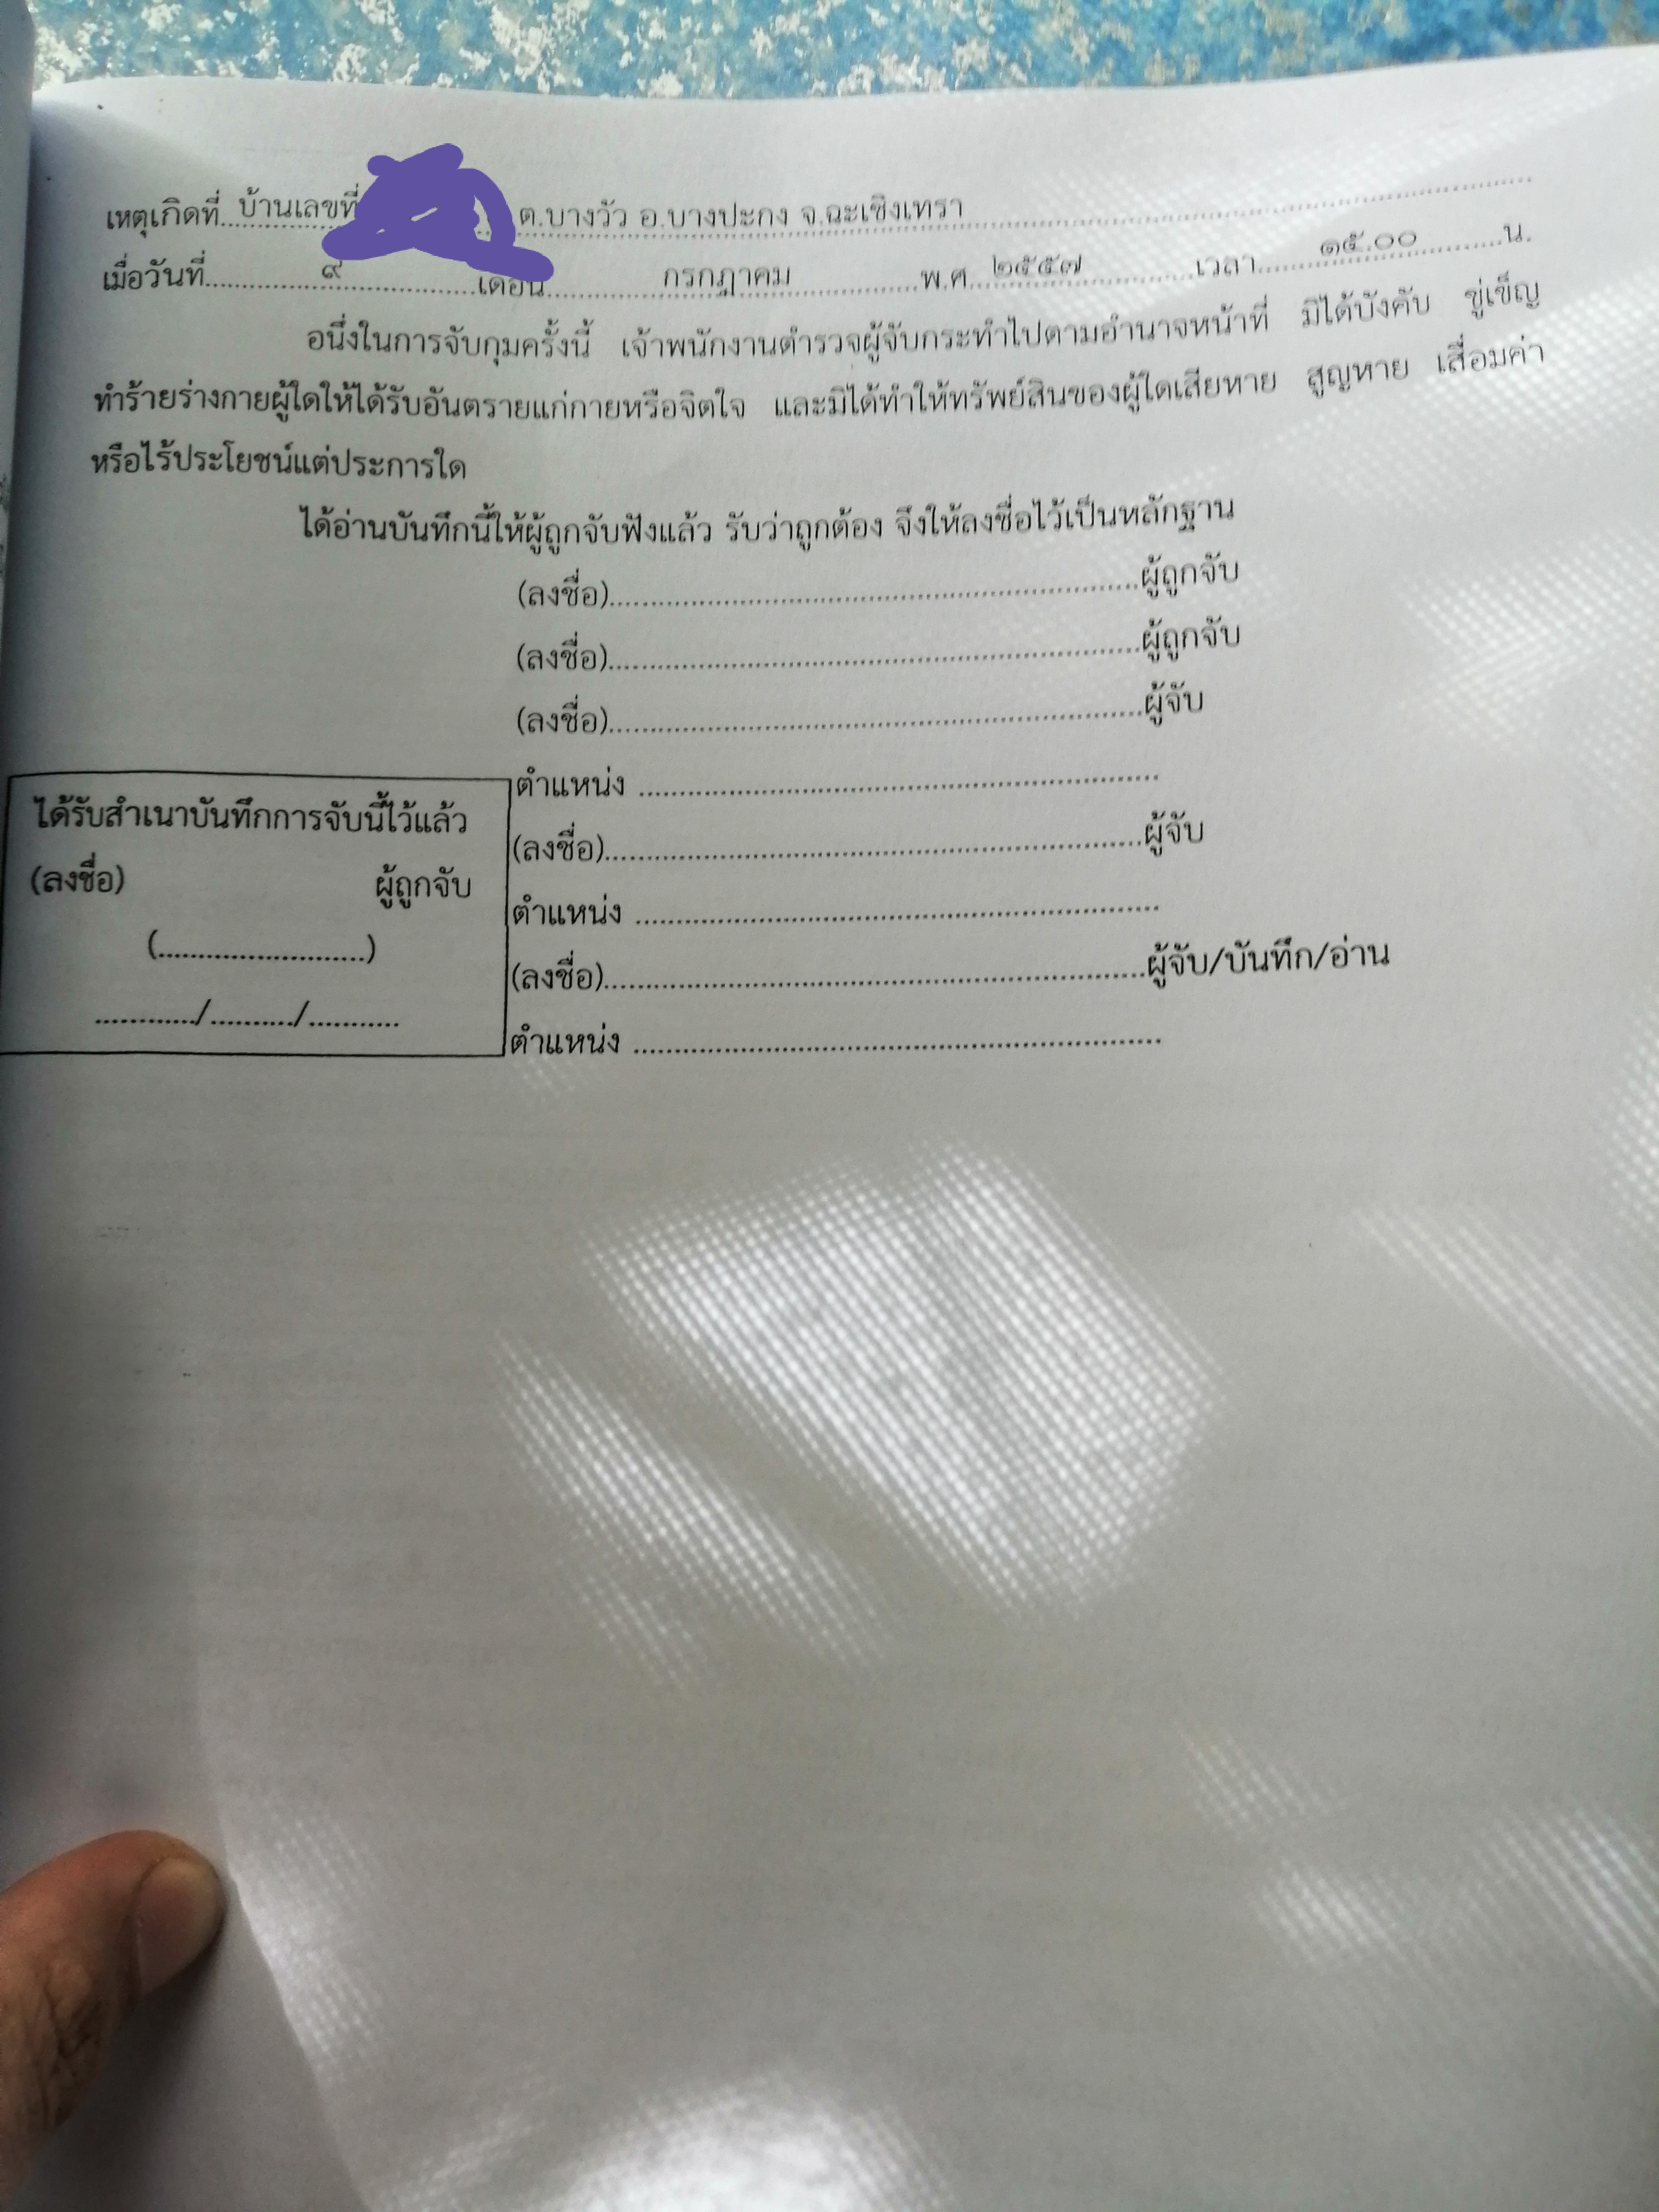 เหตุเกิดที่...บ้านเลขที่ ต.บางวัว อ.บางปะกง จ.ฉะเชิงเทรา
เมื่อวันที่...๙...เดือน...กรกฎาคม...พ.ศ...๒๕๕๗...เวลา...๑๕.๐๐...น.
อนึ่งในการจับกุมครั้งนี้ เจ้าพนักงานตำรวจผู้จับกระทำไปตามอำนาจหน้าที่ มิได้บังคับ ขู่เข็ญ
ทำร้ายร่างกายผู้ใดให้ได้รับอันตรายแก่กายหรือจิตใจ และมิได้ทำให้ทรัพย์สินของผู้ใดเสียหาย สูญหาย เสื่อมค่า
หรือไร้ประโยชน์แต่ประการใด
ได้อ่านบันทึกนี้ให้ผู้ถูกจับฟังแล้ว รับว่าถูกต้อง จึงให้ลงชื่อไว้เป็นหลักฐาน
(ลงชื่อ)...ผู้ถูกจับ
(ลงชื่อ)...ผู้ถูกจับ
(ลงชื่อ)...ผู้จับ
ตำแหน่ง ...
(ลงชื่อ)...ผู้จับ
ตำแหน่ง ...
(ลงชื่อ)...ผู้จับ/บันทึก/อ่าน
ตำแหน่ง ...
ได้รับสำเนาบันทึกการจับนี้ไว้แล้ว
(ลงชื่อ) ผู้ถูกจับ
(...)
.../.../...